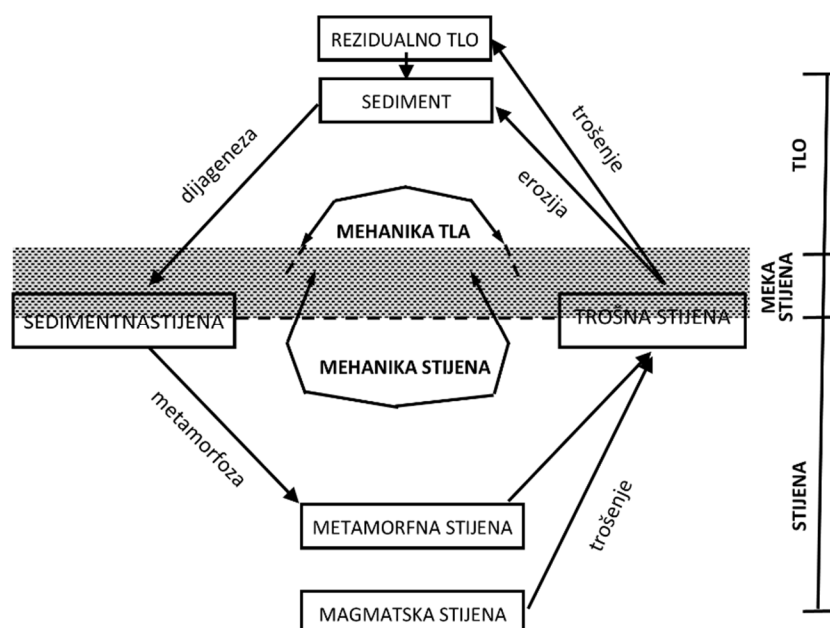 REZIDUALNO TLO
SEDIMENT
trošenje
TLO
dijageneza
erozija
MEHANIKA TLA
MEKA
STIJENA
SEDIMENTNASTIJENA
TROŠNA STIJENA
MEHANIKA STIJENA
metamorfoza
STIJENA
METAMORFNA STIJENA
trošenje
MAGMATSKA STIJENA